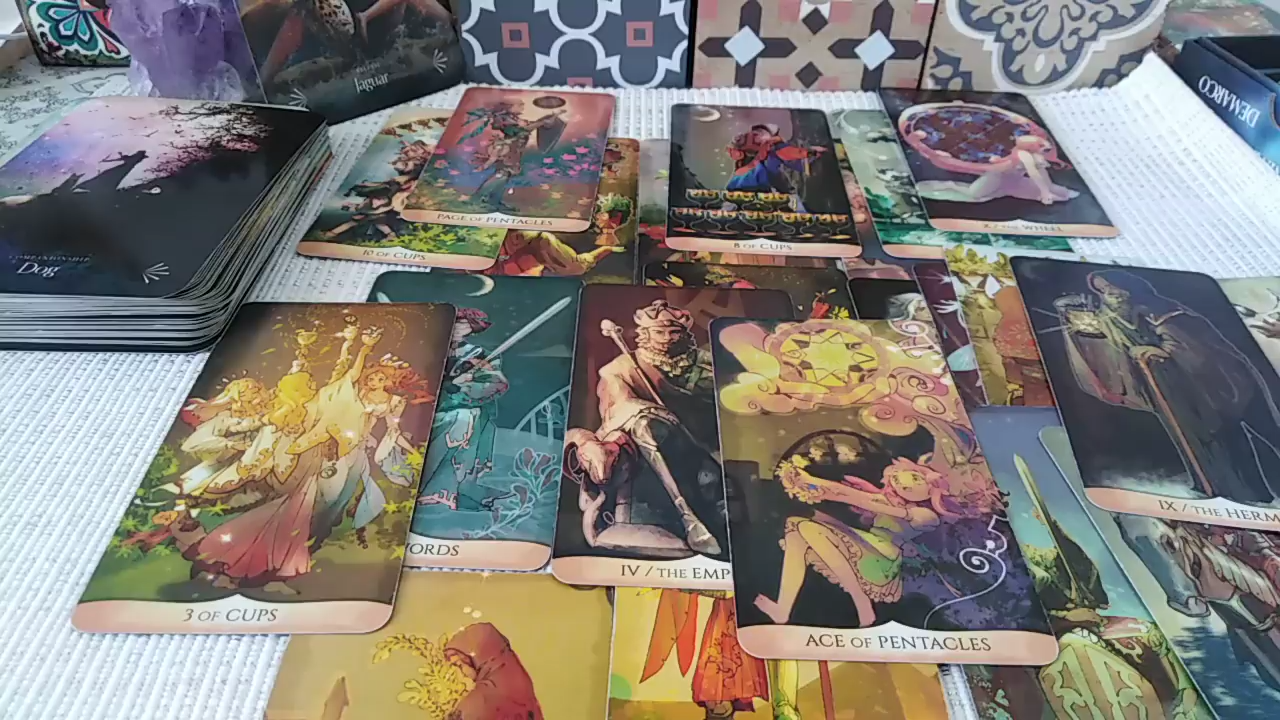 Jaguar
DEMARCO
PAGE OF PENTACLES
10 OF CUPS
8 OF CUPS
X / THE WHEEL
COMPANIONSHIP
Dog
IX / THE HERM
ORDS
IV / THE EMP
3 OF CUPS
ACE OF PENTACLES